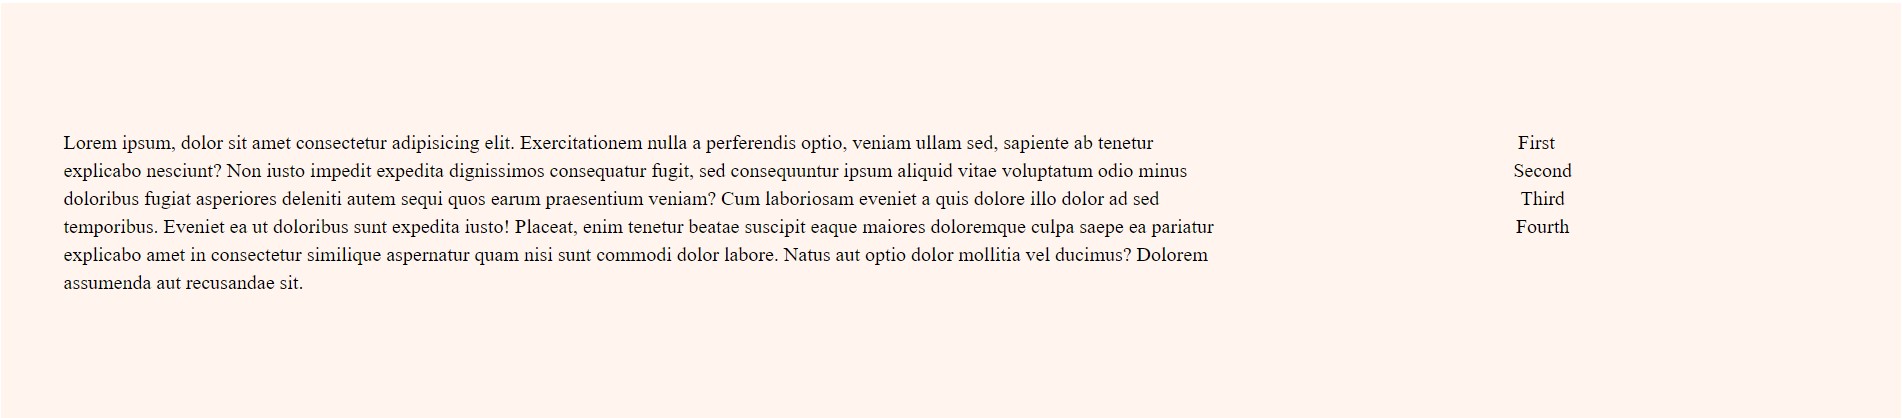 Lorem ipsum, dolor sit amet consectetur adipisicing elit. Exercitationem nulla a perferendis optio, veniam ullam sed, sapiente ab tenetur
explicabo nesciunt? Non iusto impedit expedita dignissimos consequatur fugit, sed consequuntur ipsum aliquid vitae voluptatum odio minus
doloribus fugiat asperiores deleniti autem sequi quos earum praesentium veniam? Cum laboriosam eveniet a quis dolore illo dolor ad sed
temporibus. Eveniet ea ut doloribus sunt expedita iusto! Placeat, enim tenetur beatae suscipit eaque maiores doloremque culpa saepe ea pariatur
explicabo amet in consectetur similique aspernatur quam nisi sunt commodi dolor labore. Natus aut optio dolor mollitia vel ducimus? Dolorem
assumenda aut recusandae sit.
First
Second
Third
Fourth